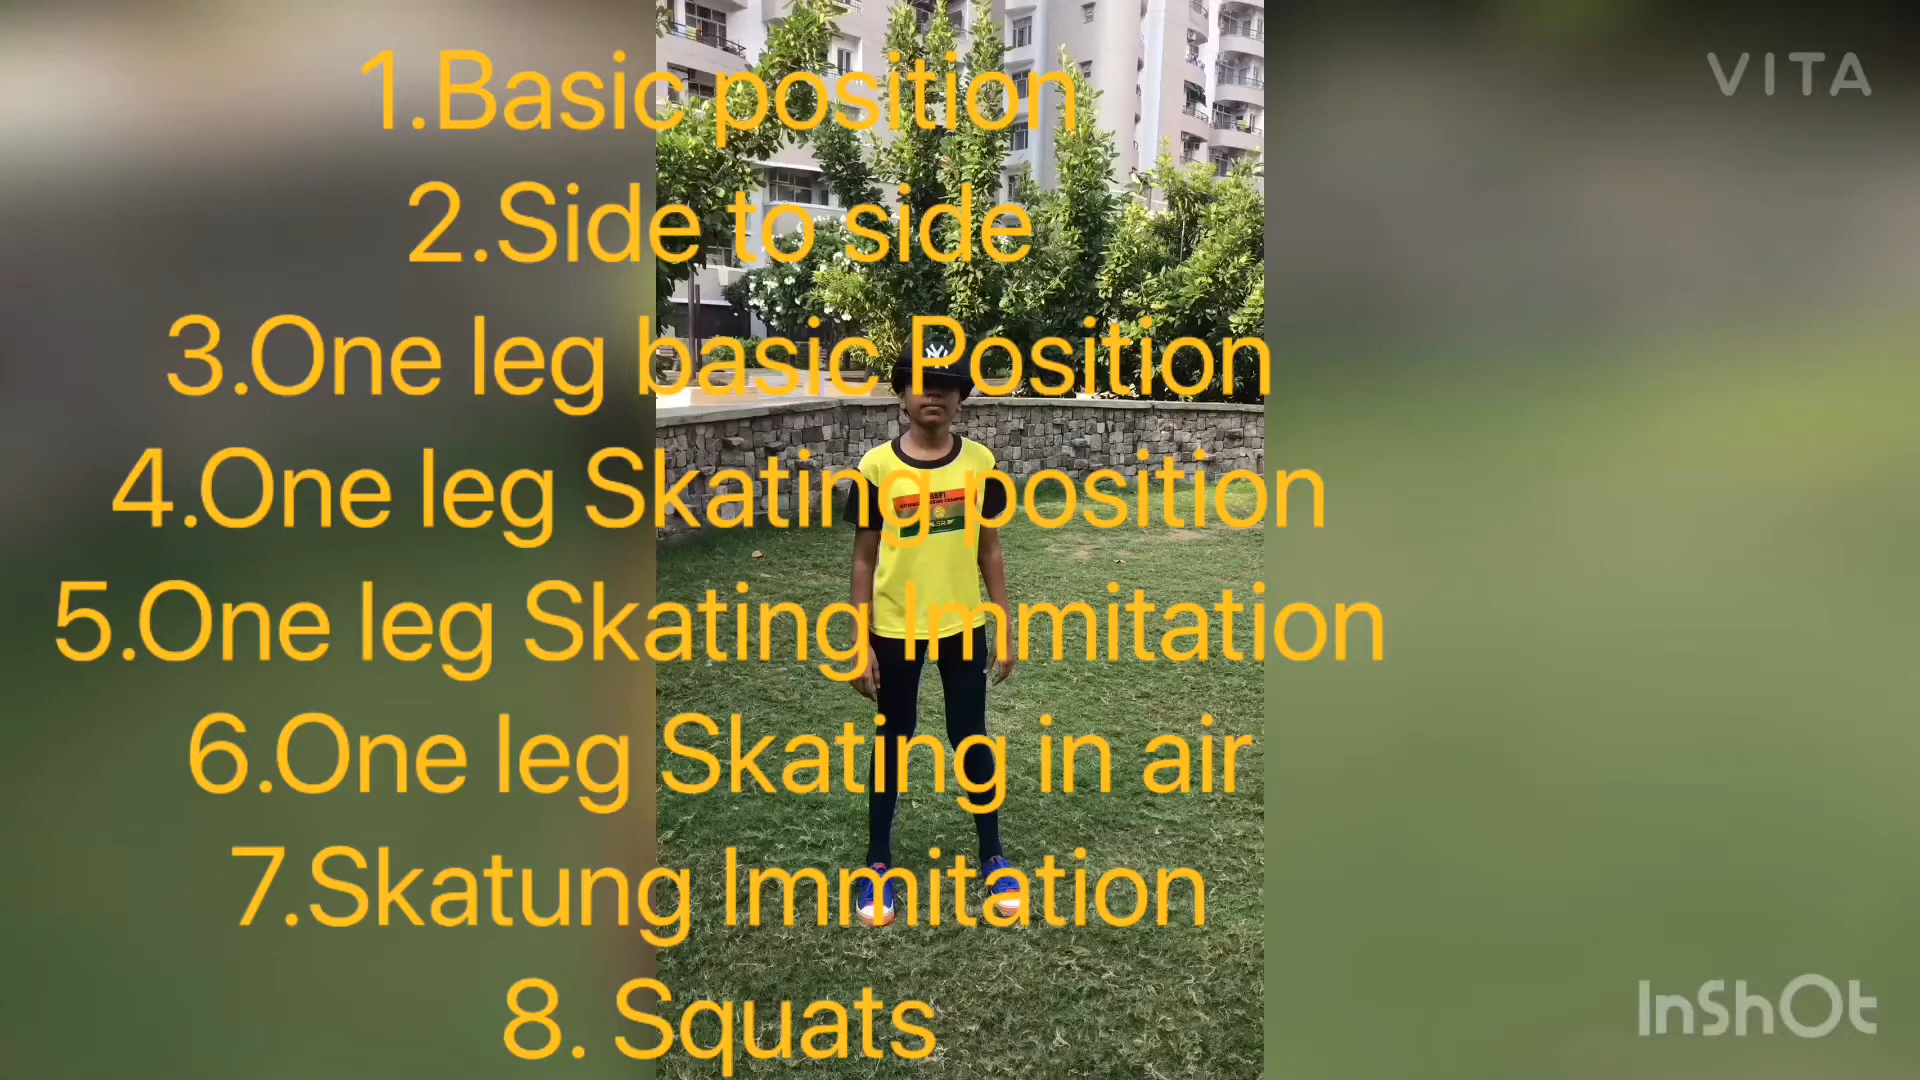 1.Basic position
2.Side to side
3.One leg basic Position
4.One leg Skating position
5.One leg Skating Immitation
6.One leg Skating in air
7.Skatung Immitation
8. Squats
VITA
InShOt